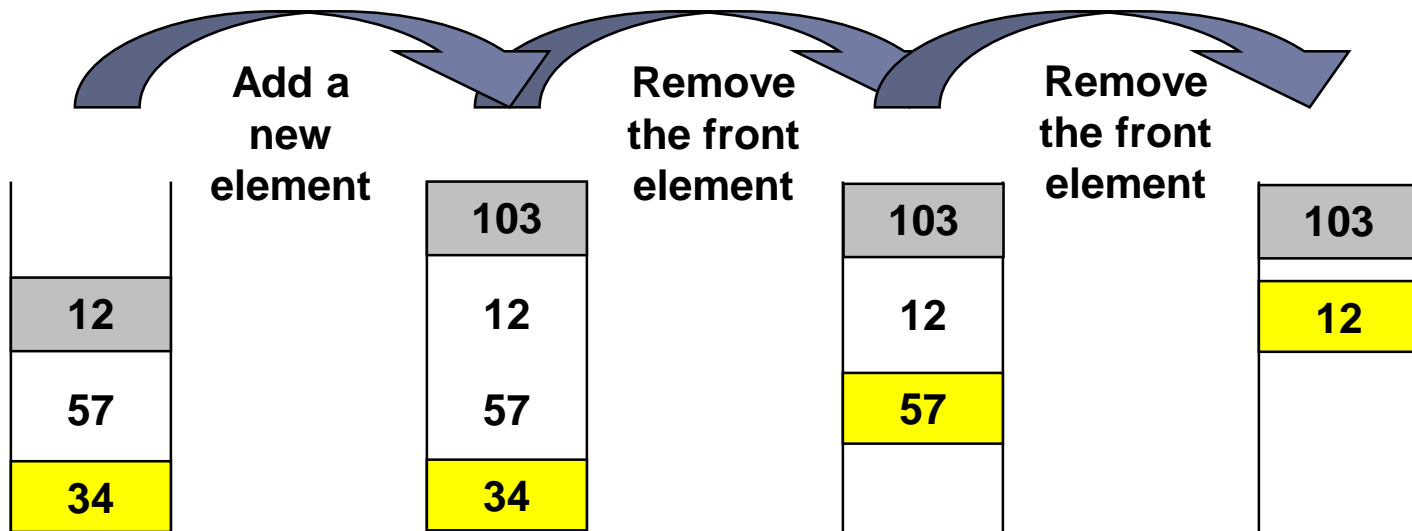 Add a
new
element
Remove
the front
element
Remove
the front
element
12
57
34
103
12
57
34
103
12
57
103
12